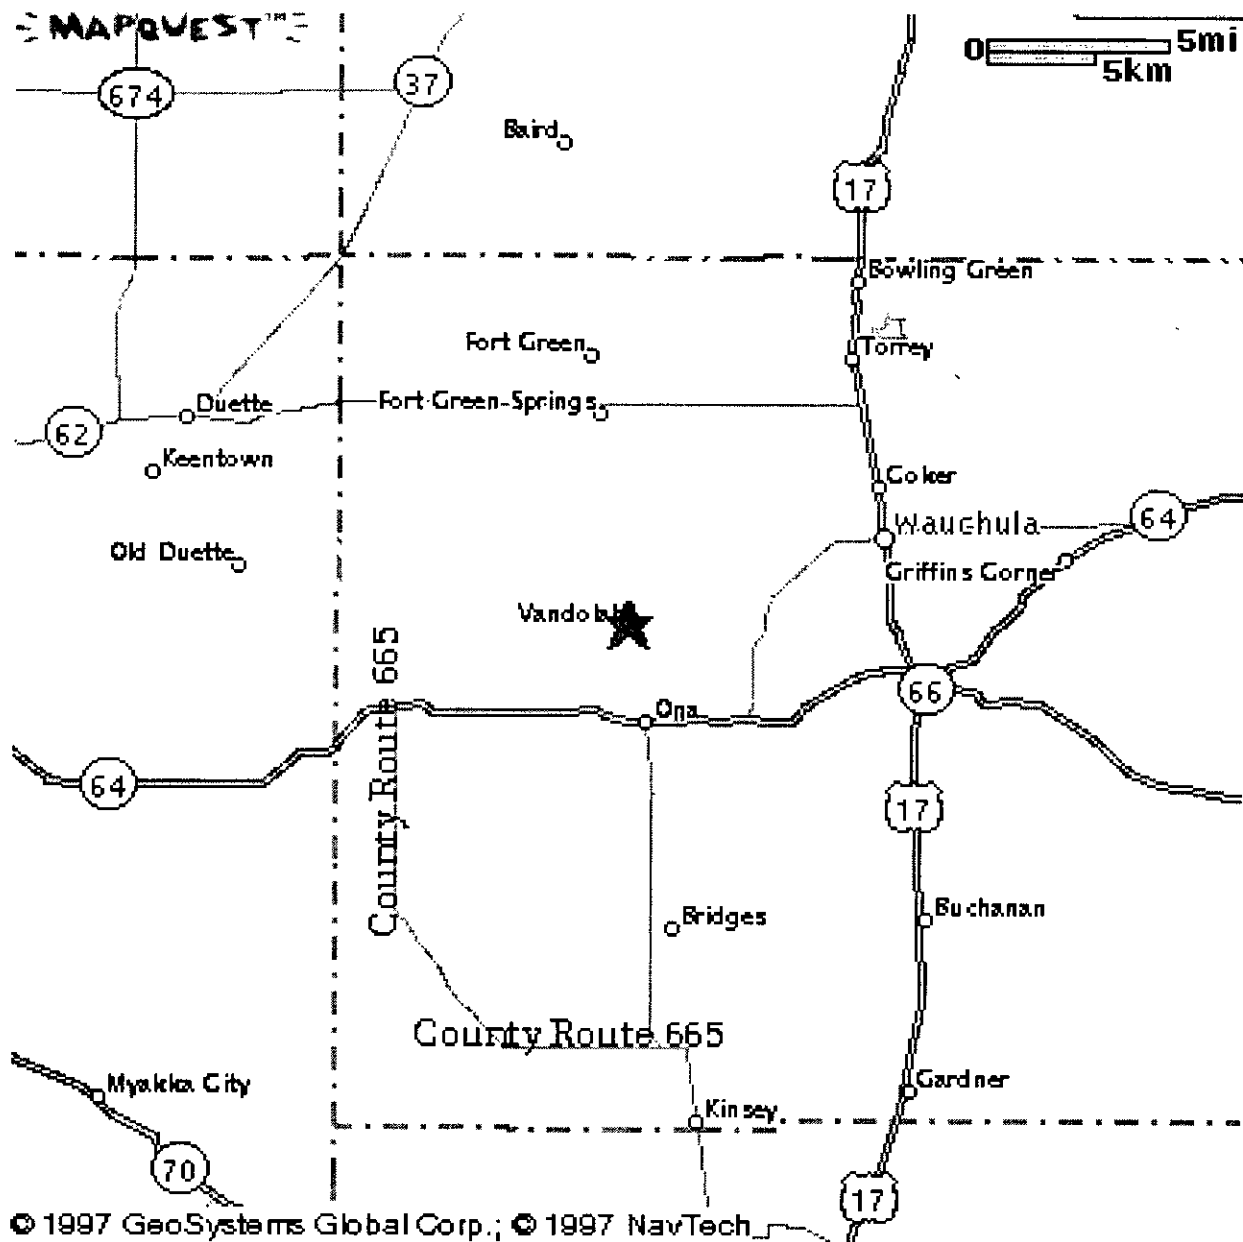 MAPQUEST™
0 5mi
5km
674
37
Baird
17
Bowling Green
Fort Green
Torrey
Duette
Fort Green Springs
62
Keentown
Coker
Wauchula
64
Old Duette
Griffins Corner
Vandolah
County Route 665
66
Ona
64
17
Bridges
Buchanan
County Route 665
Myakka City
Gardner
Kinsey
70
17
© 1997 GeoSystems Global Corp.; © 1997 NavTech